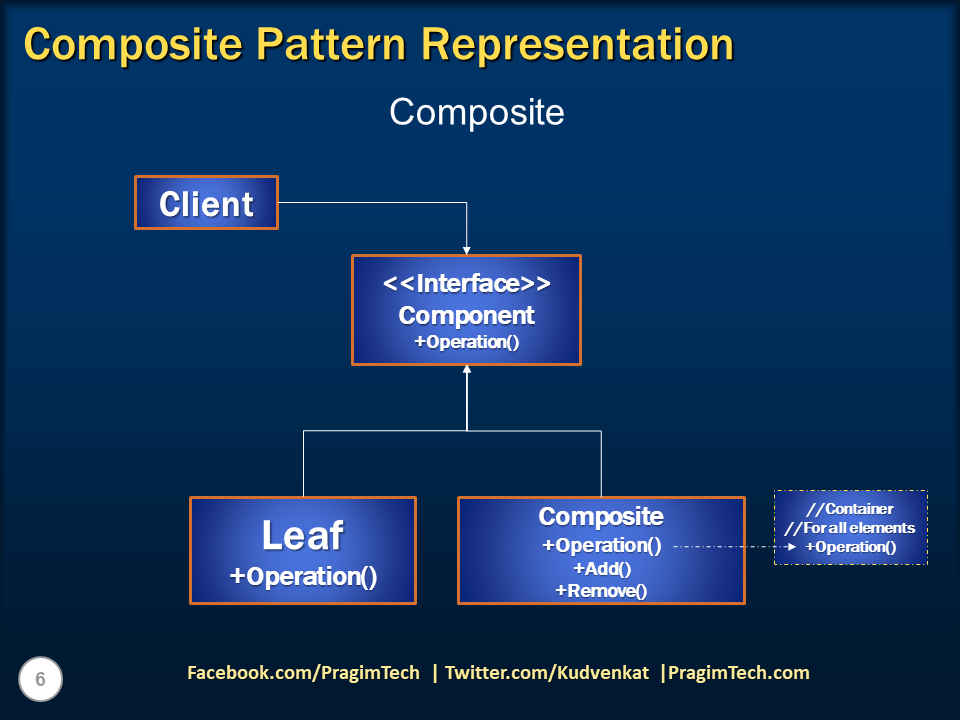 Composite Pattern Representation
Composite
Client
<<Interface>>
Component
+Operation()
Leaf
+Operation()
Composite
+Operation()
+Add()
+Remove()
//Container
//For all elements
+Operation()
6
Facebook.com/PragimTech | Twitter.com/Kudvenkat |PragimTech.com